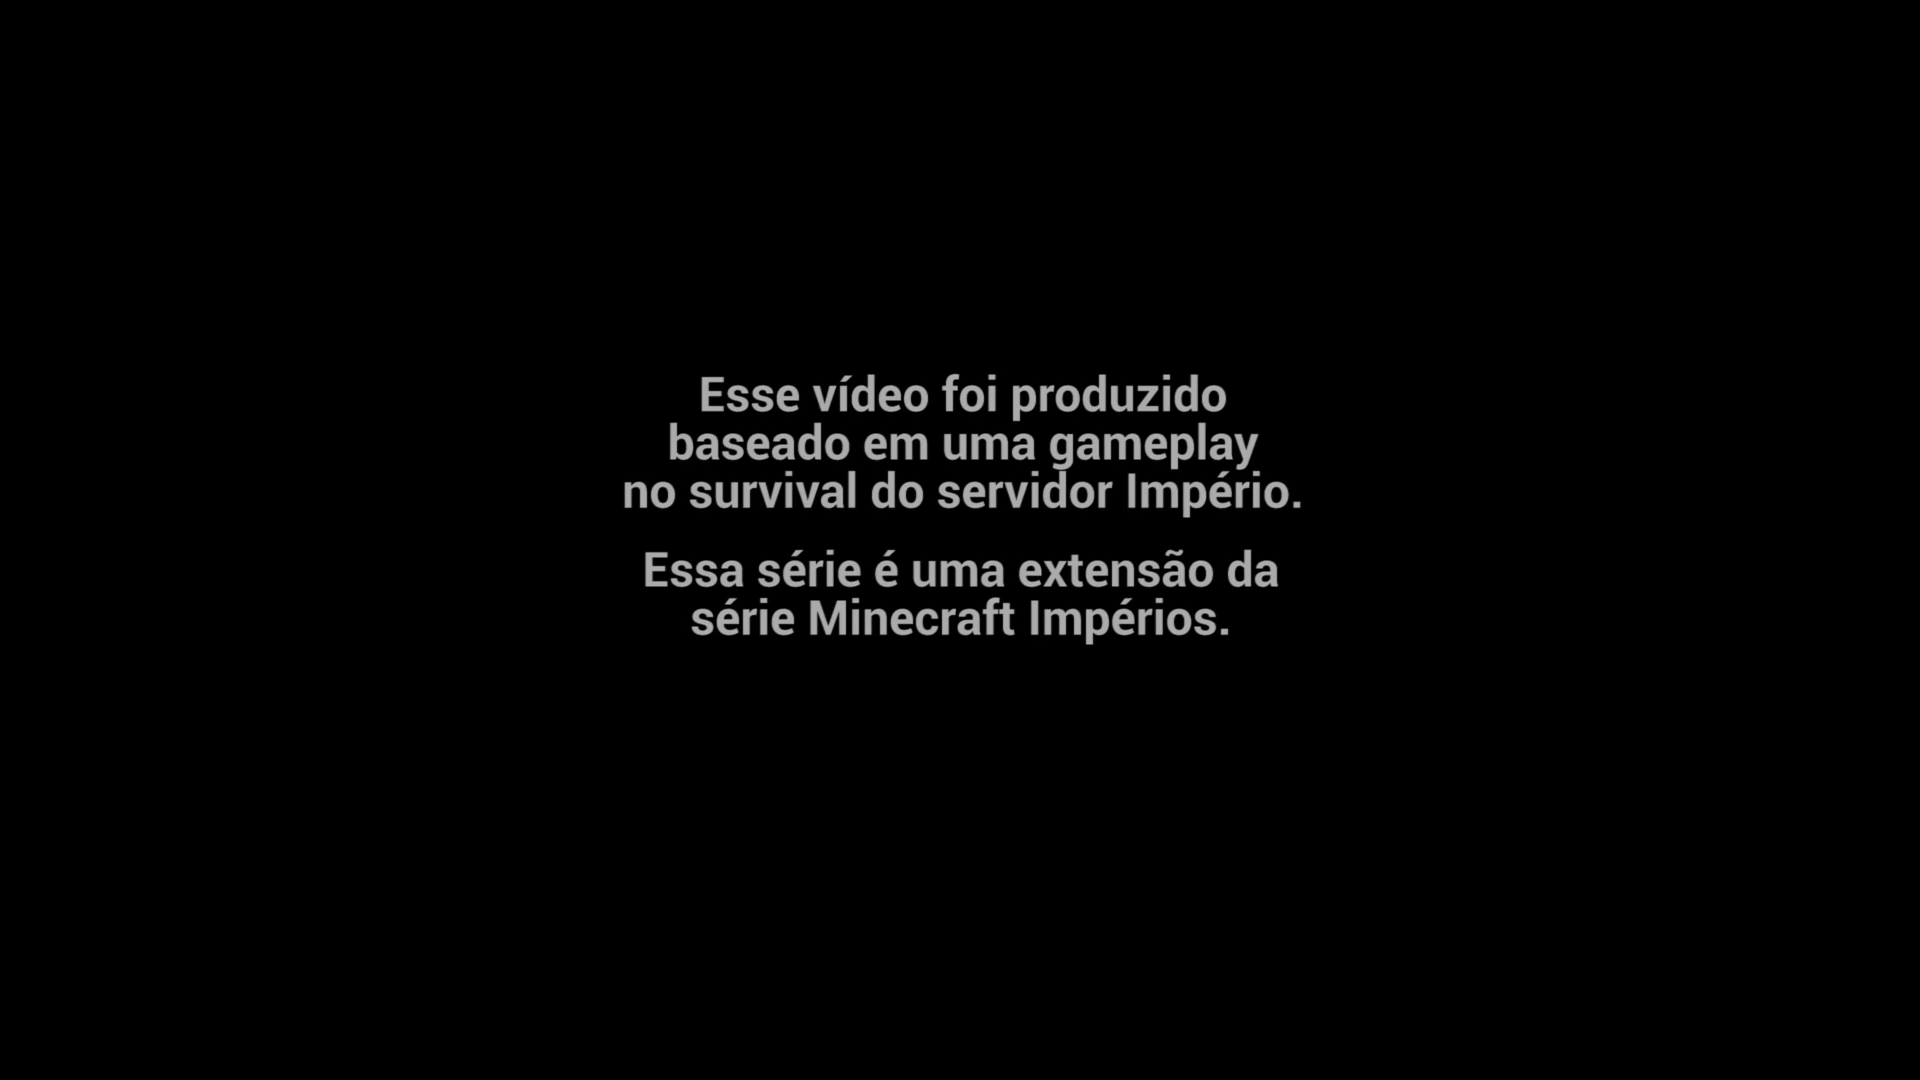 Esse vídeo foi produzido
baseado em uma gameplay
no survival do servidor Império.
Essa série é uma extensão da
série Minecraft Impérios.